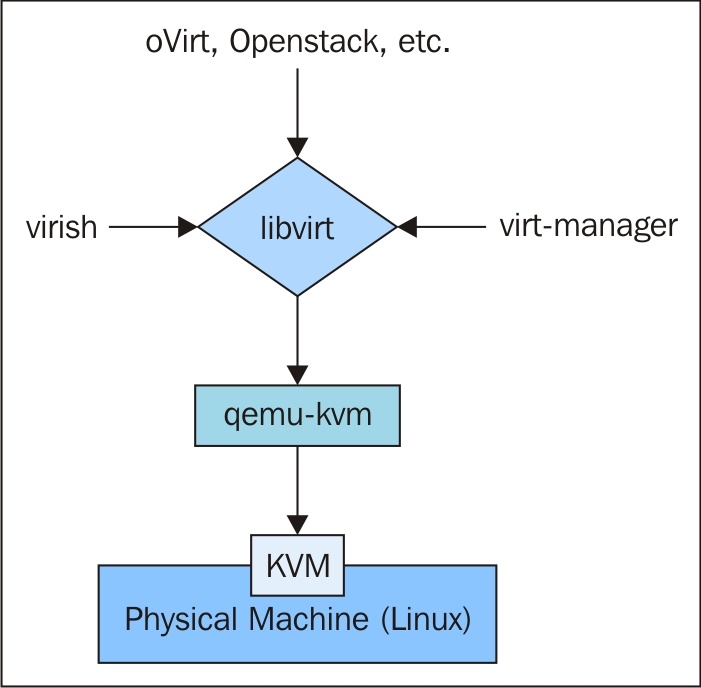 oVirt, Openstack, etc.
virish
libvirt
virt-manager
qemu-kvm
KVM
Physical Machine (Linux)